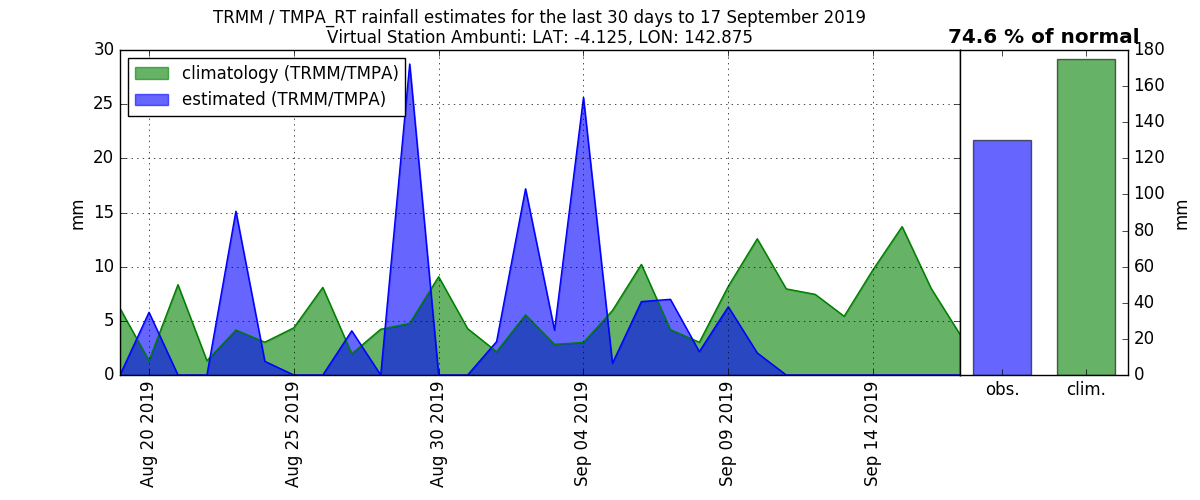 TRMM / TMPA_RT rainfall estimates for the last 30 days to 17 September 2019
Virtual Station Ambunti: LAT: -4.125, LON: 142.875
74.6 % of normal
climatology (TRMM/TMPA)
estimated (TRMM/TMPA)
30
25
20
15
10
5
0
mm
180
160
140
120
100
80
60
40
20
0
mm
Aug 20 2019
Aug 25 2019
Aug 30 2019
Sep 04 2019
Sep 09 2019
Sep 14 2019
obs.
clim.